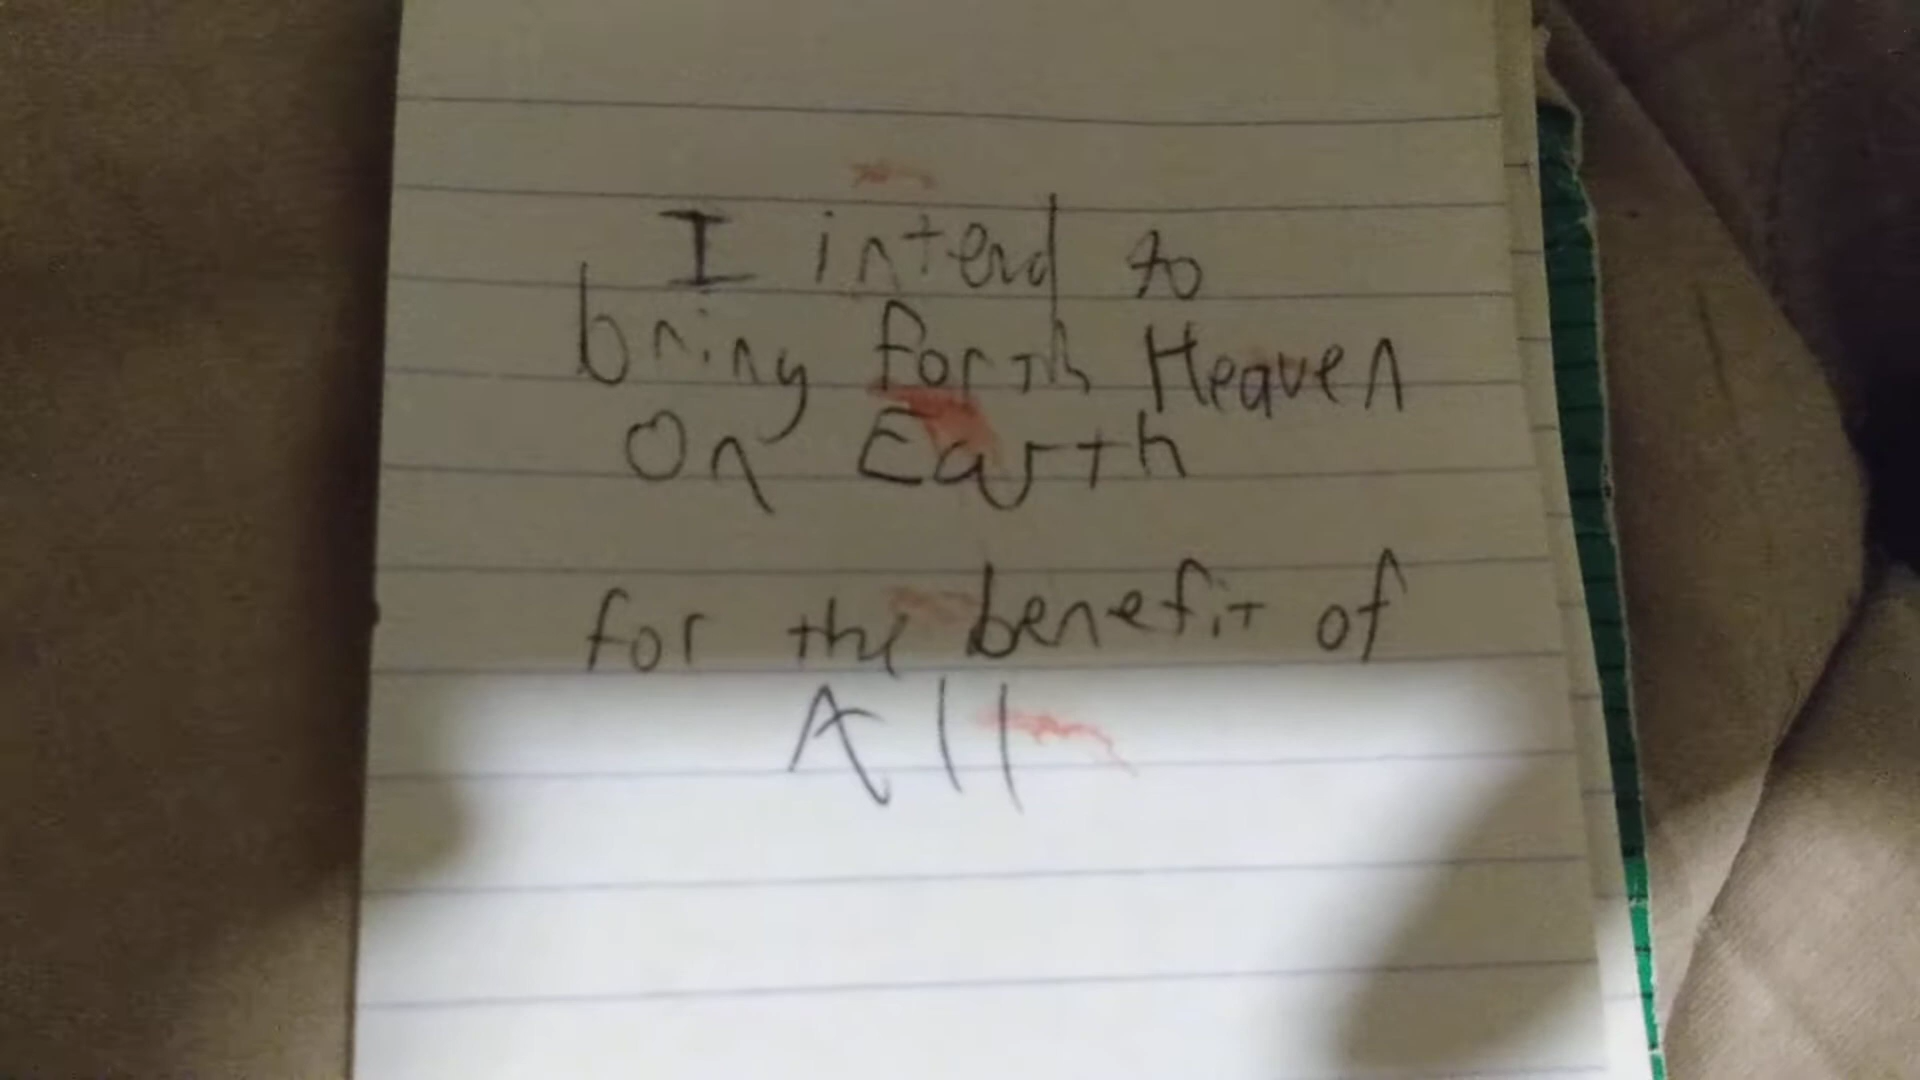 I intend to
bring forth Heaven
On Earth
for the benefit of
All